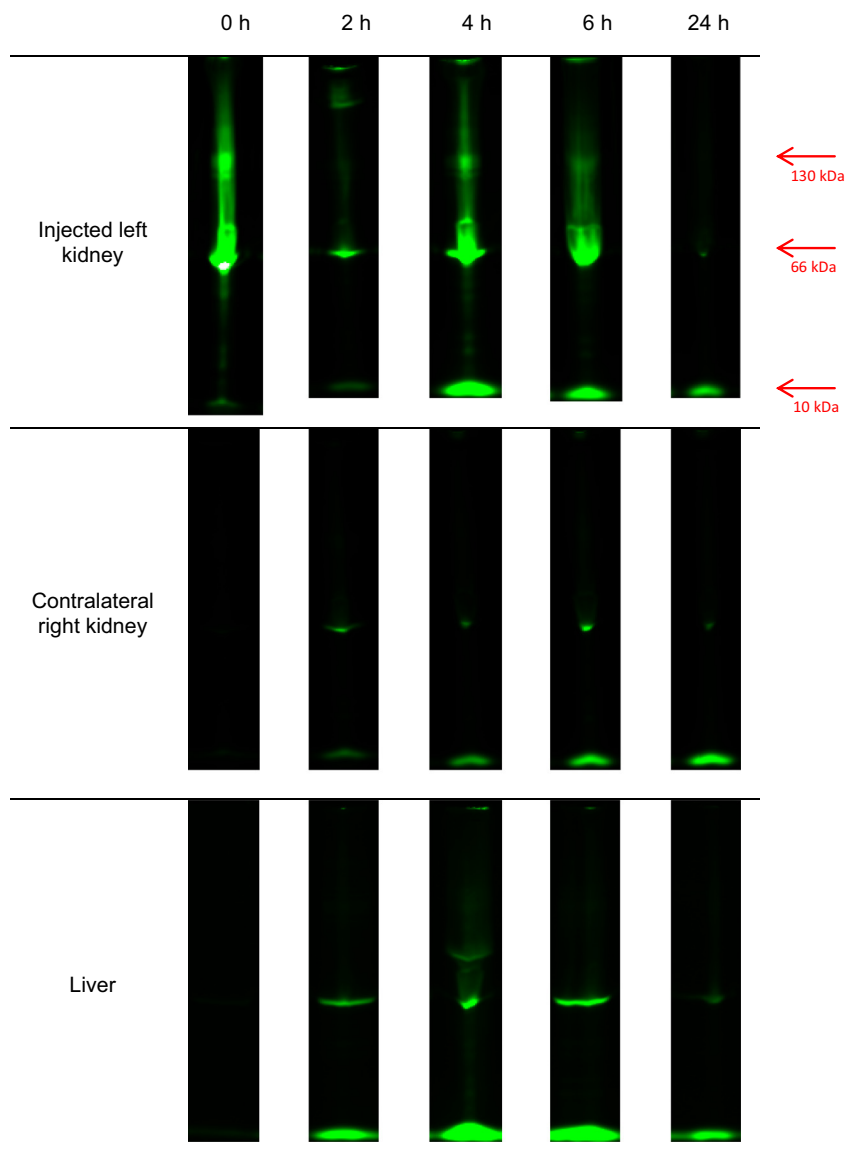 0 h 2 h 4 h 6 h 24 h
130 kDa
Injected left
kidney
66 kDa
10 kDa
Contralateral
right kidney
Liver